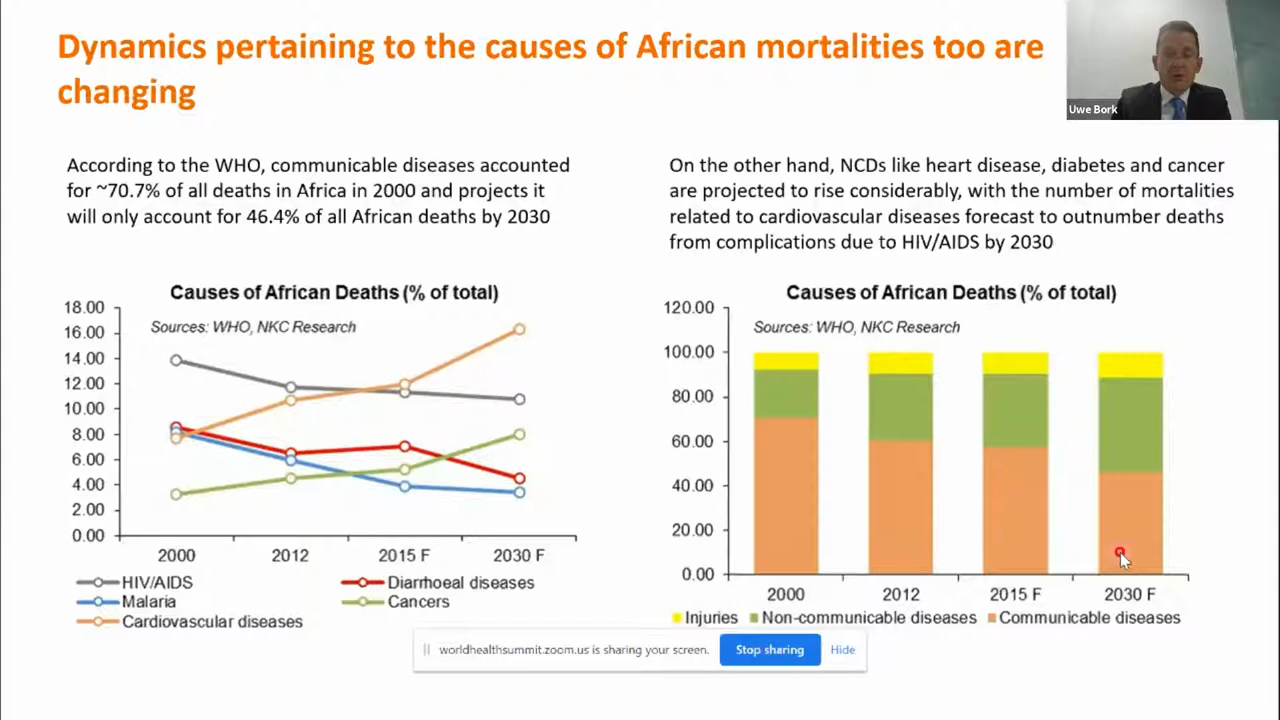 Dynamics pertaining to the causes of African mortalities too are
changing
Uwe Bork
According to the WHO, communicable diseases accounted
for ~70.7% of all deaths in Africa in 2000 and projects it
will only account for 46.4% of all African deaths by 2030
On the other hand, NCDs like heart disease, diabetes and cancer
are projected to rise considerably, with the number of mortalities
related to cardiovascular diseases forecast to outnumber deaths
from complications due to HIV/AIDS by 2030
Causes of African Deaths (% of total)
Sources: WHO, NKC Research
18.00
16.00
14.00
12.00
10.00
8.00
6.00
4.00
2.00
0.00
2000 2012 2015 F 2030 F
HIV/AIDS Diarrhoeal diseases
Malaria Cancers
Cardiovascular diseases
Causes of African Deaths (% of total)
Sources: WHO, NKC Research
120.00
100.00
80.00
60.00
40.00
20.00
0.00
2000 2012 2015 F 2030 F
Injuries Non-communicable diseases Communicable diseases
worldhealthsummit.zoom.us is sharing your screen. Stop sharing Hide